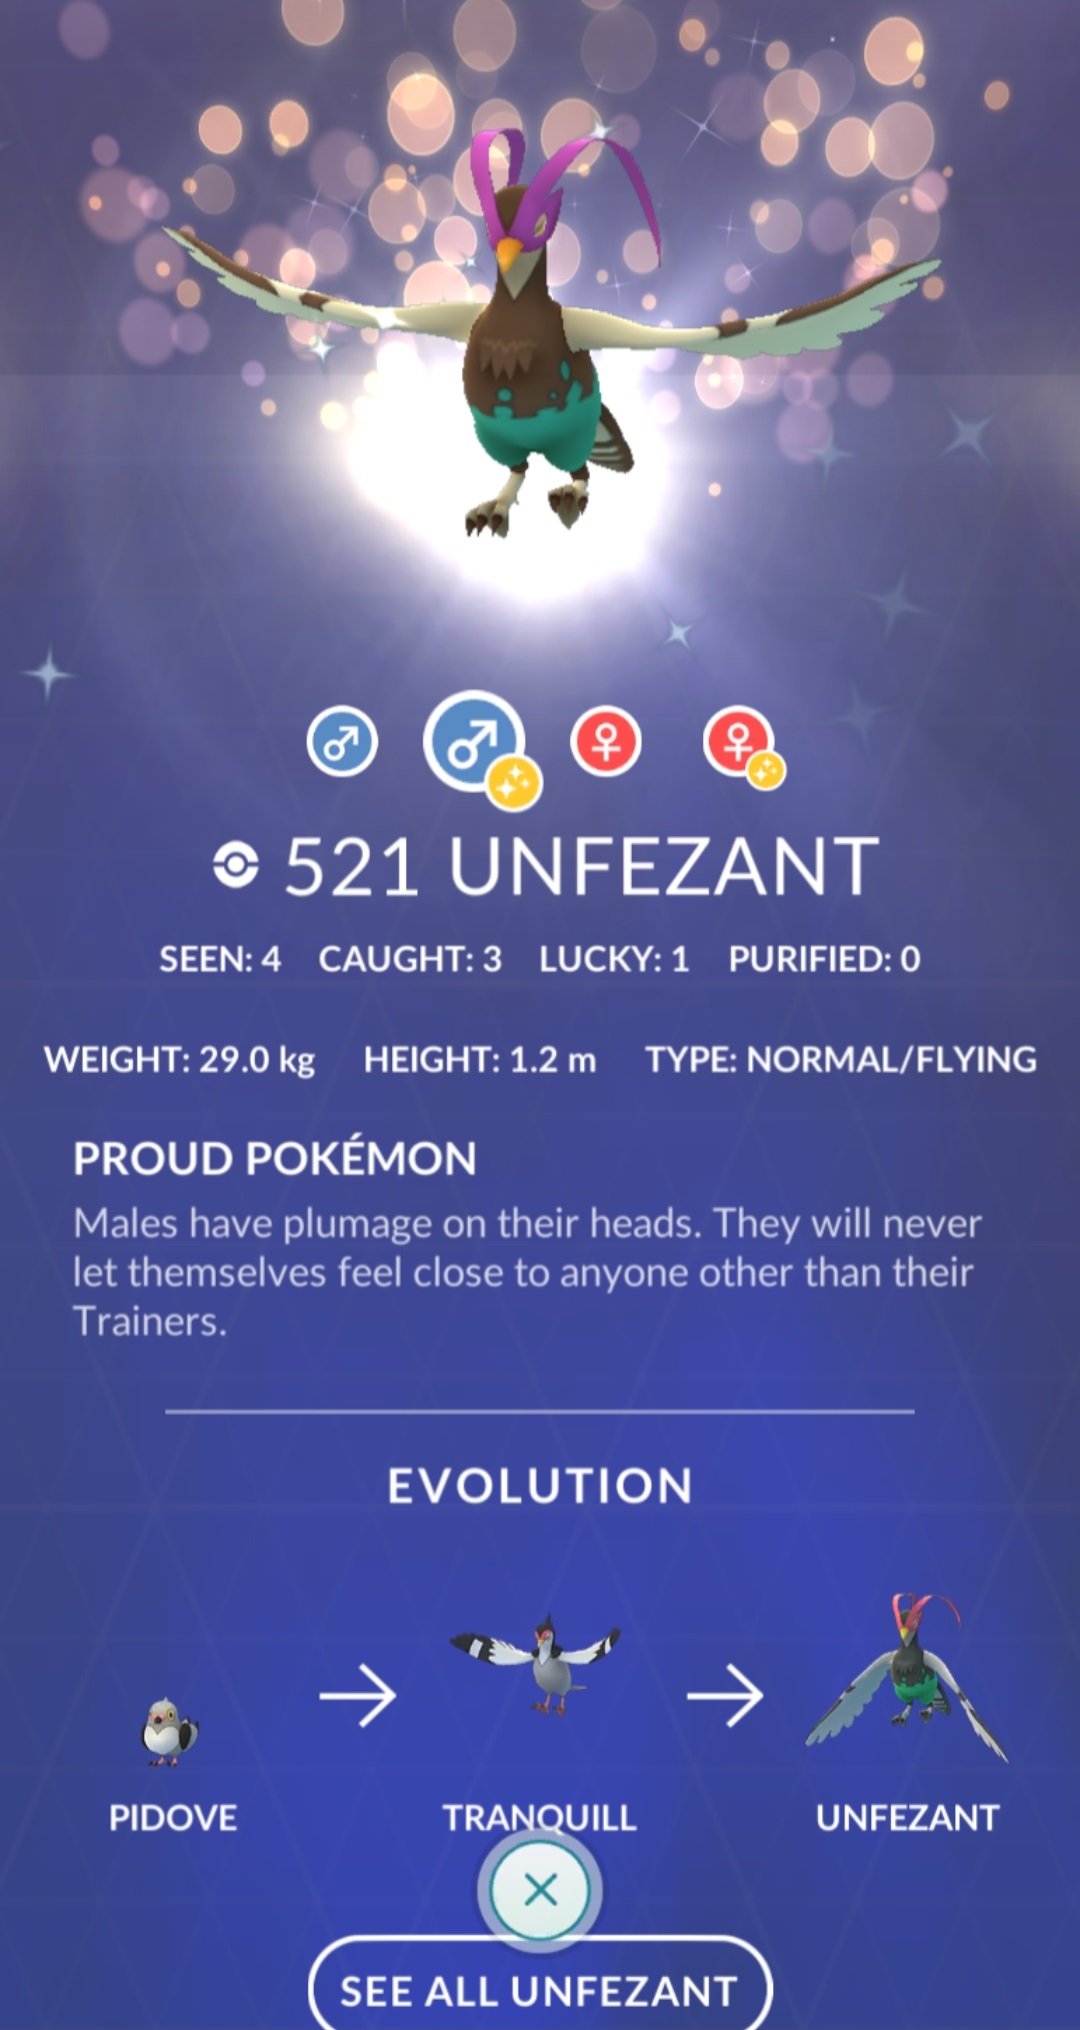 521 UNFEZANT
SEEN: 4 CAUGHT: 3 LUCKY: 1 PURIFIED: 0
WEIGHT: 29.0 kg HEIGHT: 1.2 m TYPE: NORMAL/FLYING
PROUD POKÉMON
Males have plumage on their heads. They will never
let themselves feel close to anyone other than their
Trainers.
EVOLUTION
PIDOVE TRANQUILL UNFEZANT
SEE ALL UNFEZANT